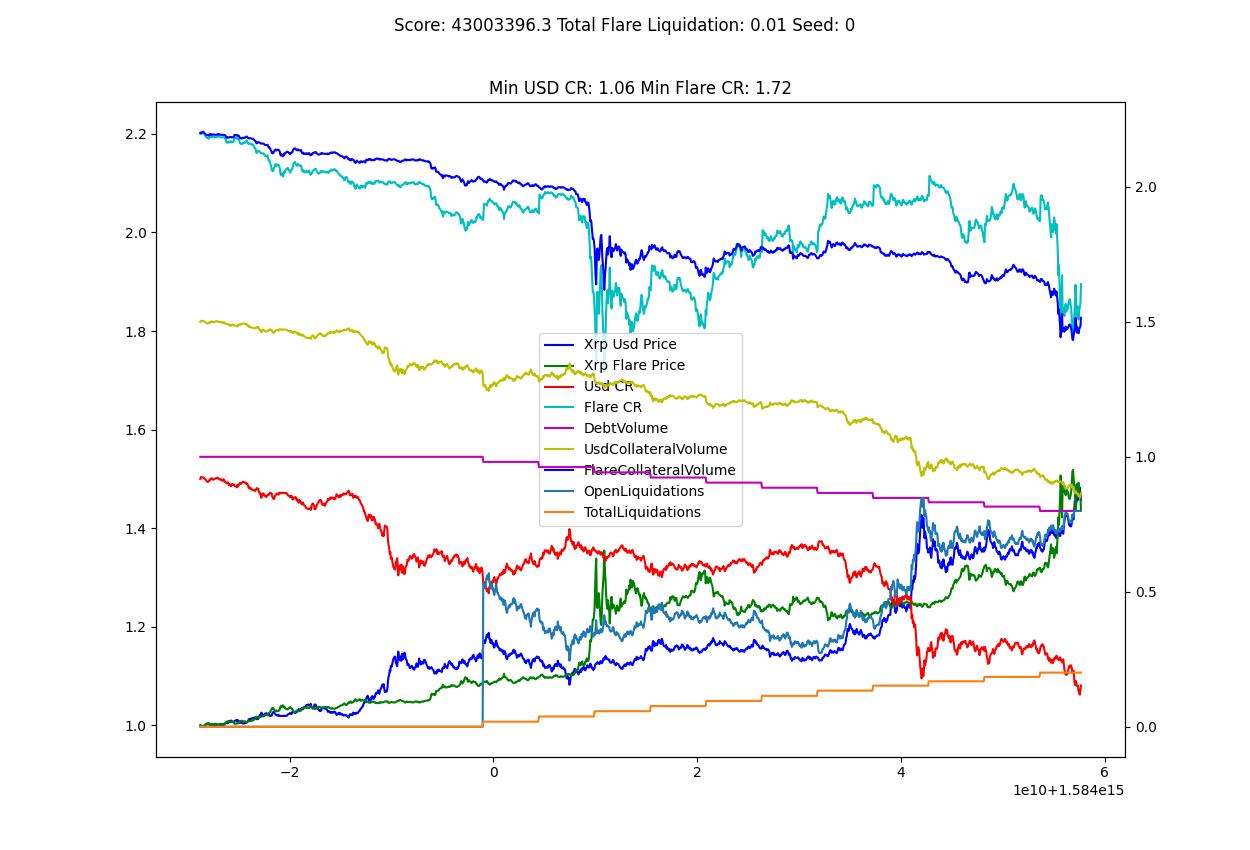 Score: 43003396.3 Total Flare Liquidation: 0.01 Seed: 0
Min USD CR: 1.06 Min Flare CR: 1.72
2.2
2.0
1.8
1.6
1.4
1.2
1.0
2.0
1.5
1.0
0.5
0.0
Xrp Usd Price
Xrp Flare Price
Usd CR
Flare CR
DebtVolume
UsdCollateralVolume
FlareCollateralVolume
OpenLiquidations
TotalLiquidations
−2 0 2 4 6
1e10+1.584e15